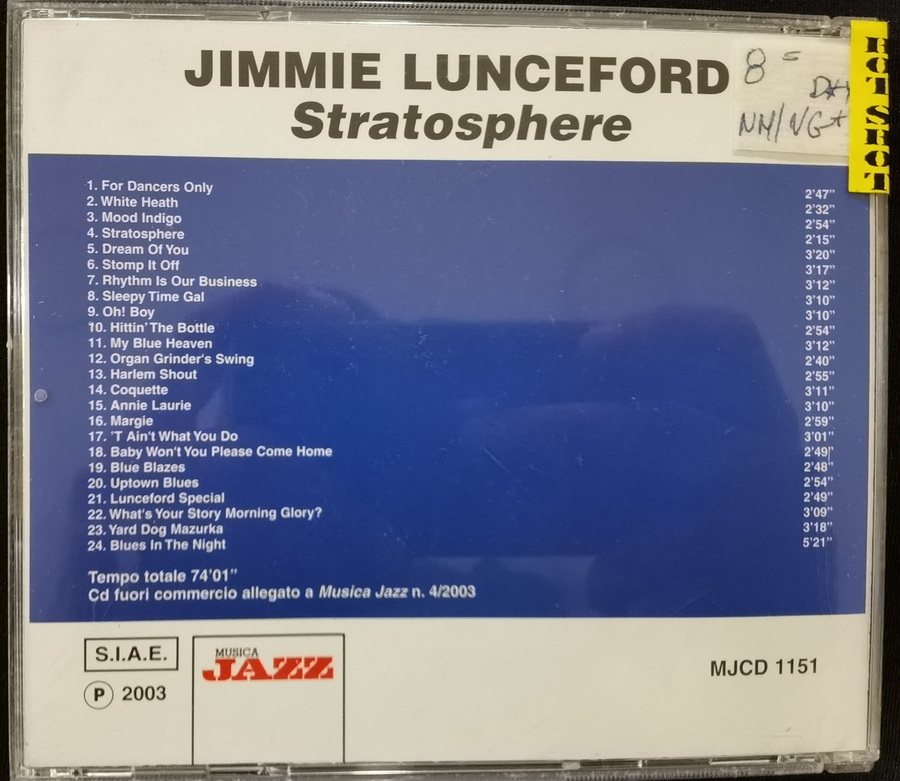 JIMMIE LUNCEFORD
Stratosphere
8 =
NM/VG+
HOT SHOT
1. For Dancers Only 2'47"
2. White Heath 2'32"
3. Mood Indigo 2'54"
4. Stratosphere 2'15"
5. Dream Of You 3'20"
6. Stomp It Off 3'17"
7. Rhythm Is Our Business 3'12"
8. Sleepy Time Gal 3'10"
9. Oh! Boy 3'10"
10. Hittin' The Bottle 2'54"
11. My Blue Heaven 3'12"
12. Organ Grinder's Swing 2'40"
13. Harlem Shout 2'55"
14. Coquette 3'11"
15. Annie Laurie 3'10"
16. Margie 2'59"
17. 'T Ain't What You Do 3'01"
18. Baby Won't You Please Come Home 2'49"
19. Blue Blazes 2'48"
20. Uptown Blues 2'54"
21. Lunceford Special 2'49"
22. What's Your Story Morning Glory? 3'09"
23. Yard Dog Mazurka 3'18"
24. Blues In The Night 5'21"
Tempo totale 74'01"
Cd fuori commercio allegato a Musica Jazz n. 4/2003
S.I.A.E.
℗ 2003
MUSICA
JAZZ
MJCD 1151